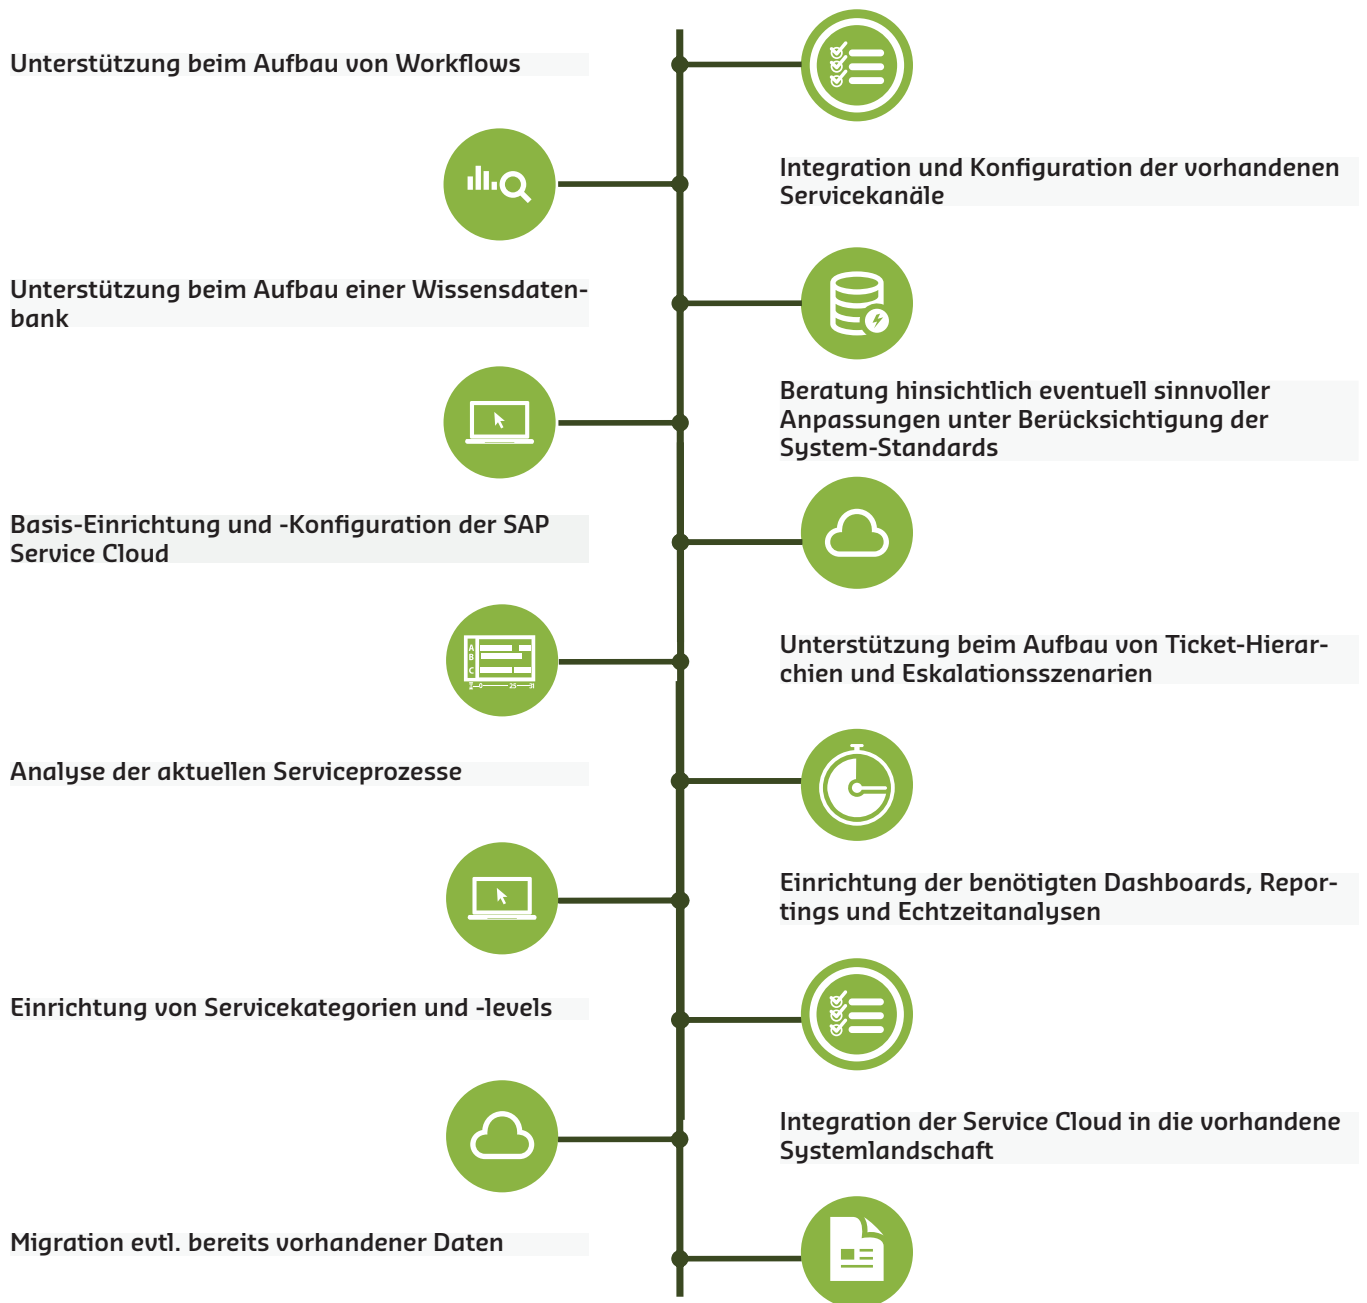 Unterstützung beim Aufbau von Workflows
Integration und Konfiguration der vorhandenen
Servicekanäle
Unterstützung beim Aufbau einer Wissensdaten-
bank
Beratung hinsichtlich eventuell sinnvoller
Anpassungen unter Berücksichtigung der
System-Standards
Basis-Einrichtung und -Konfiguration der SAP
Service Cloud
Unterstützung beim Aufbau von Ticket-Hierar-
chien und Eskalationsszenarien
A
B
C
25
31
Analyse der aktuellen Serviceprozesse
Einrichtung der benötigten Dashboards, Repor-
tings und Echtzeitanalysen
Einrichtung von Servicekategorien und -levels
Integration der Service Cloud in die vorhandene
Systemlandschaft
Migration evtl. bereits vorhandener Daten